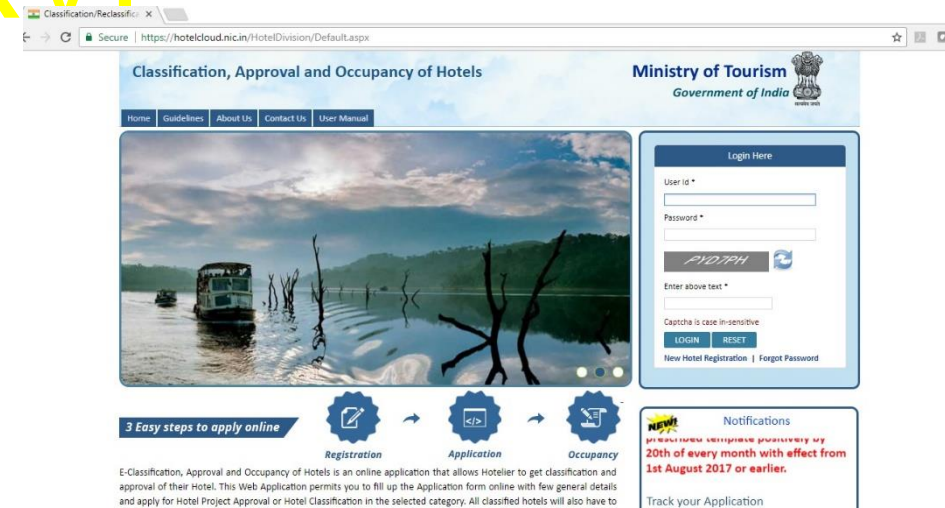 Classification/Reclassific
Secure | https://hotelcloud.nic.in/HotelDivision/Default.aspx
Classification, Approval and Occupancy of Hotels
Ministry of Tourism
Government of India
Home Guidelines About Us Contact Us User Manual
Login Here
User Id *
Password *
PYD7PH
Enter above text *
Captcha is case in-sensitive
LOGIN RESET
New Hotel Registration | Forgot Password
3 Easy steps to apply online
Registration
Application
Occupancy
E-Classification, Approval and Occupancy of Hotels is an online application that allows Hotelier to get classification and
approval of their Hotel. This Web Application permits you to fill up the Application form online with few general details
and apply for Hotel Project Approval or Hotel Classification in the selected category. All classified hotels will also have to
NEW!
Notifications
prescribed template positively by
20th of every month with effect from
1st August 2017 or earlier.
Track your Application